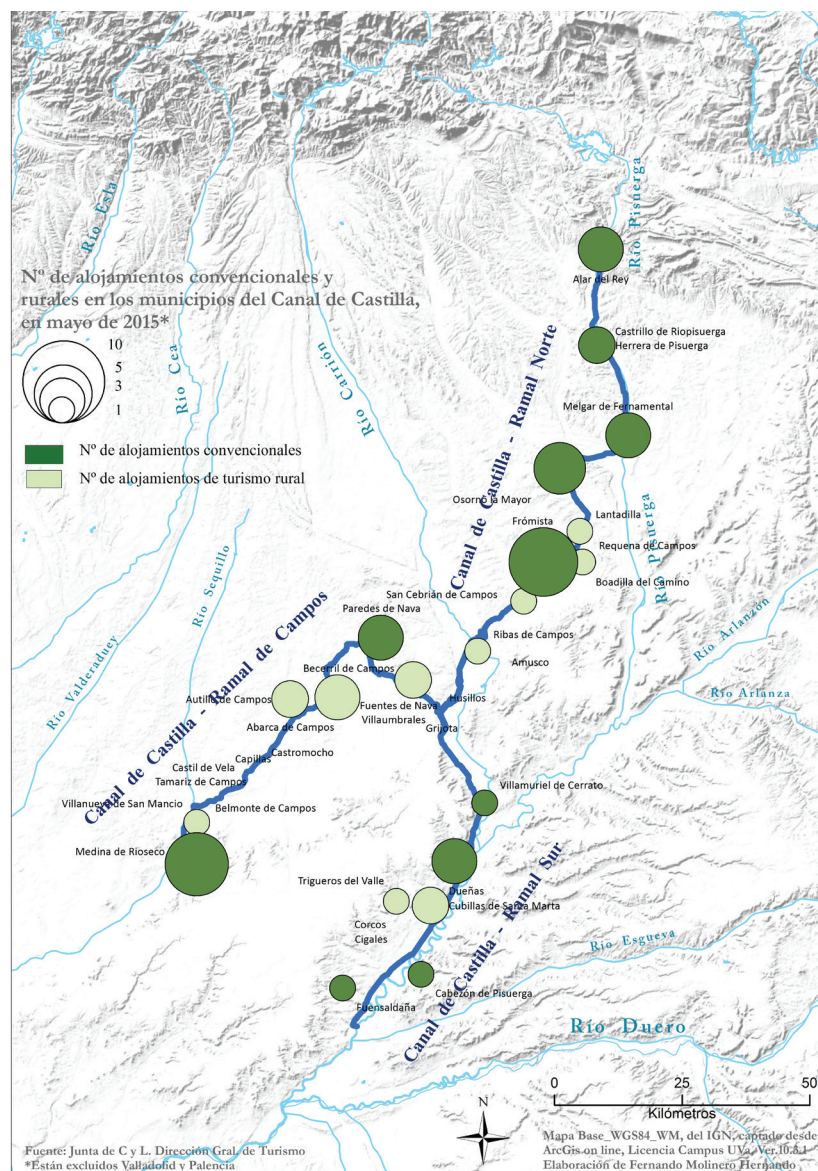 Río Esla
Río Pisuerga
Nº de alojamientos convencionales y
rurales en los municipios del Canal de Castilla,
en mayo de 2015*
10
5
3
1
Nº de alojamientos convencionales
Nº de alojamientos de turismo rural
Río Cea
Río Carrión
Alar del Rey
Castrillo de Riopisuerga
Herrera de Pisuerga
Canal de Castilla - Ramal Norte
Melgar de Fernamental
Osorno la Mayor
Lantadilla
Frómista
Requena de Campos
Río Pisuerga
Boadilla del Camino
San Cebrián de Campos
Río Sequillo
Paredes de Nava
Ribas de Campos
Amusco
Río Arlanzón
Río Arlanza
Río Valderaduey
Canal de Castilla - Ramal de Campos
Becerril de Campos
Autillo de Campos
Fuentes de Nava
Husillos
Villaumbrales
Abarca de Campos
Grijota
Castromocho
Capillas
Castil de Vela
Tamariz de Campos
Villanueva de San Mancio
Belmonte de Campos
Villamuriel de Cerrato
Medina de Rioseco
Canal de Castilla - Ramal Sur
Trigueros del Valle
Dueñas
Cubillas de Santa Marta
Corcos
Cigales
Río Esgueva
Cabezón de Pisuerga
Fuensaldaña
Río Duero
0 25 50
Kilómetros
N
Fuente: Junta de C y L. Dirección Gral. de Turismo
*Están excluidos Valladolid y Palencia
Mapa Base_WGS84_WM, del IGN, captado desde
ArcGis on line, Licencia Campus UVa, Ver.10.3.1
Elaboración de Fernando Molinero Hernando